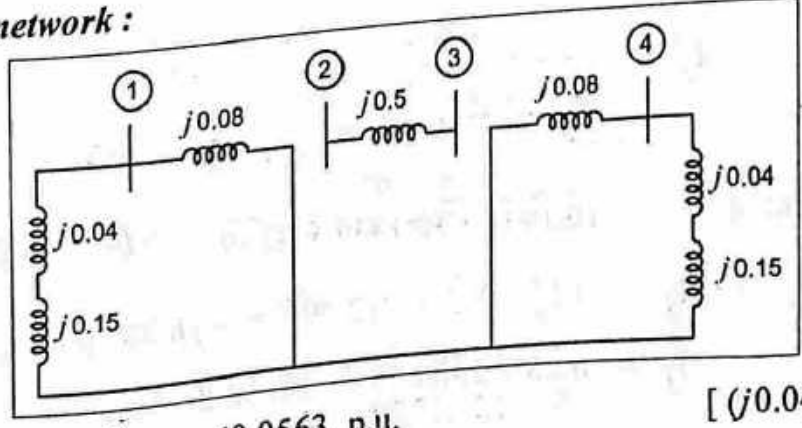 network :
① ② ③ ④
j0.08 j0.5 j0.08
j0.04 j0.04
j0.15 j0.15
0.0563 p.u.
[ (j0.0